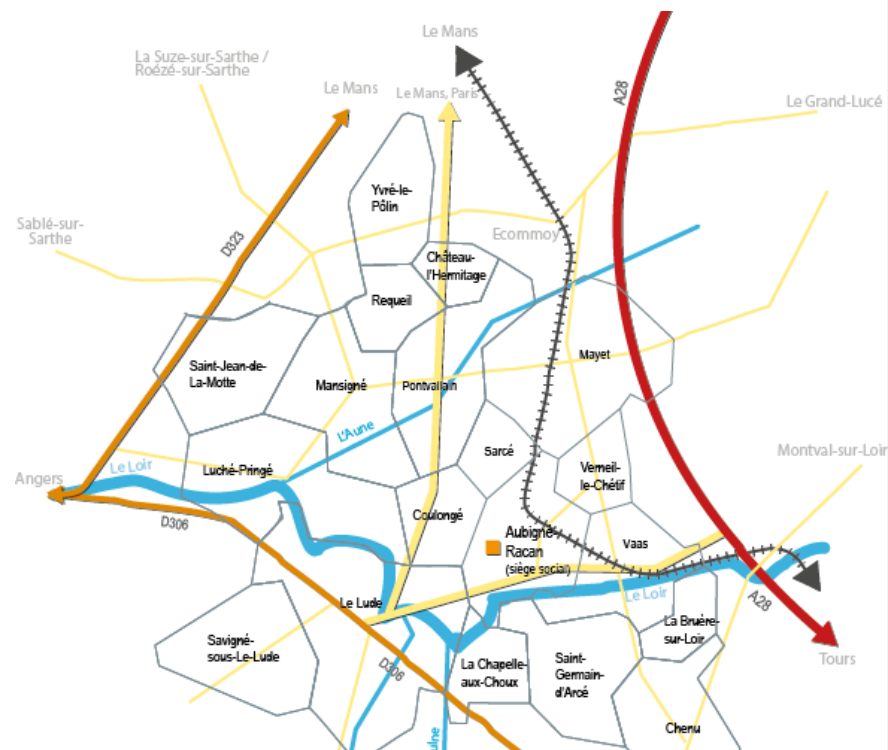 Le Mans
La Suze-sur-Sarthe /
Roézé-sur-Sarthe
Le Mans
Le Mans, Paris
A28
Le Grand-Lucé
Yvré-le-
Pôlin
Sablé-sur-
Sarthe
D323
Ecommoy
Château-
l'Hermitage
Requeil
Mayet
Saint-Jean-de-
La-Motte
Mansigné
Pontvallain
L'Aune
Sarcé
Montval-sur-Loir
Le Loir
Luché-Pringé
Verneil-
le-Chétif
Angers
D306
Coulongé
Aubigné-
Racan
(siège social)
Vaas
Le Lude
Le Loir
A28
La Bruère-
sur-Loir
Savigné-
sous-Le-Lude
D306
La Chapelle-
aux-Choux
Saint-
Germain-
d'Arcé
Tours
Chenu